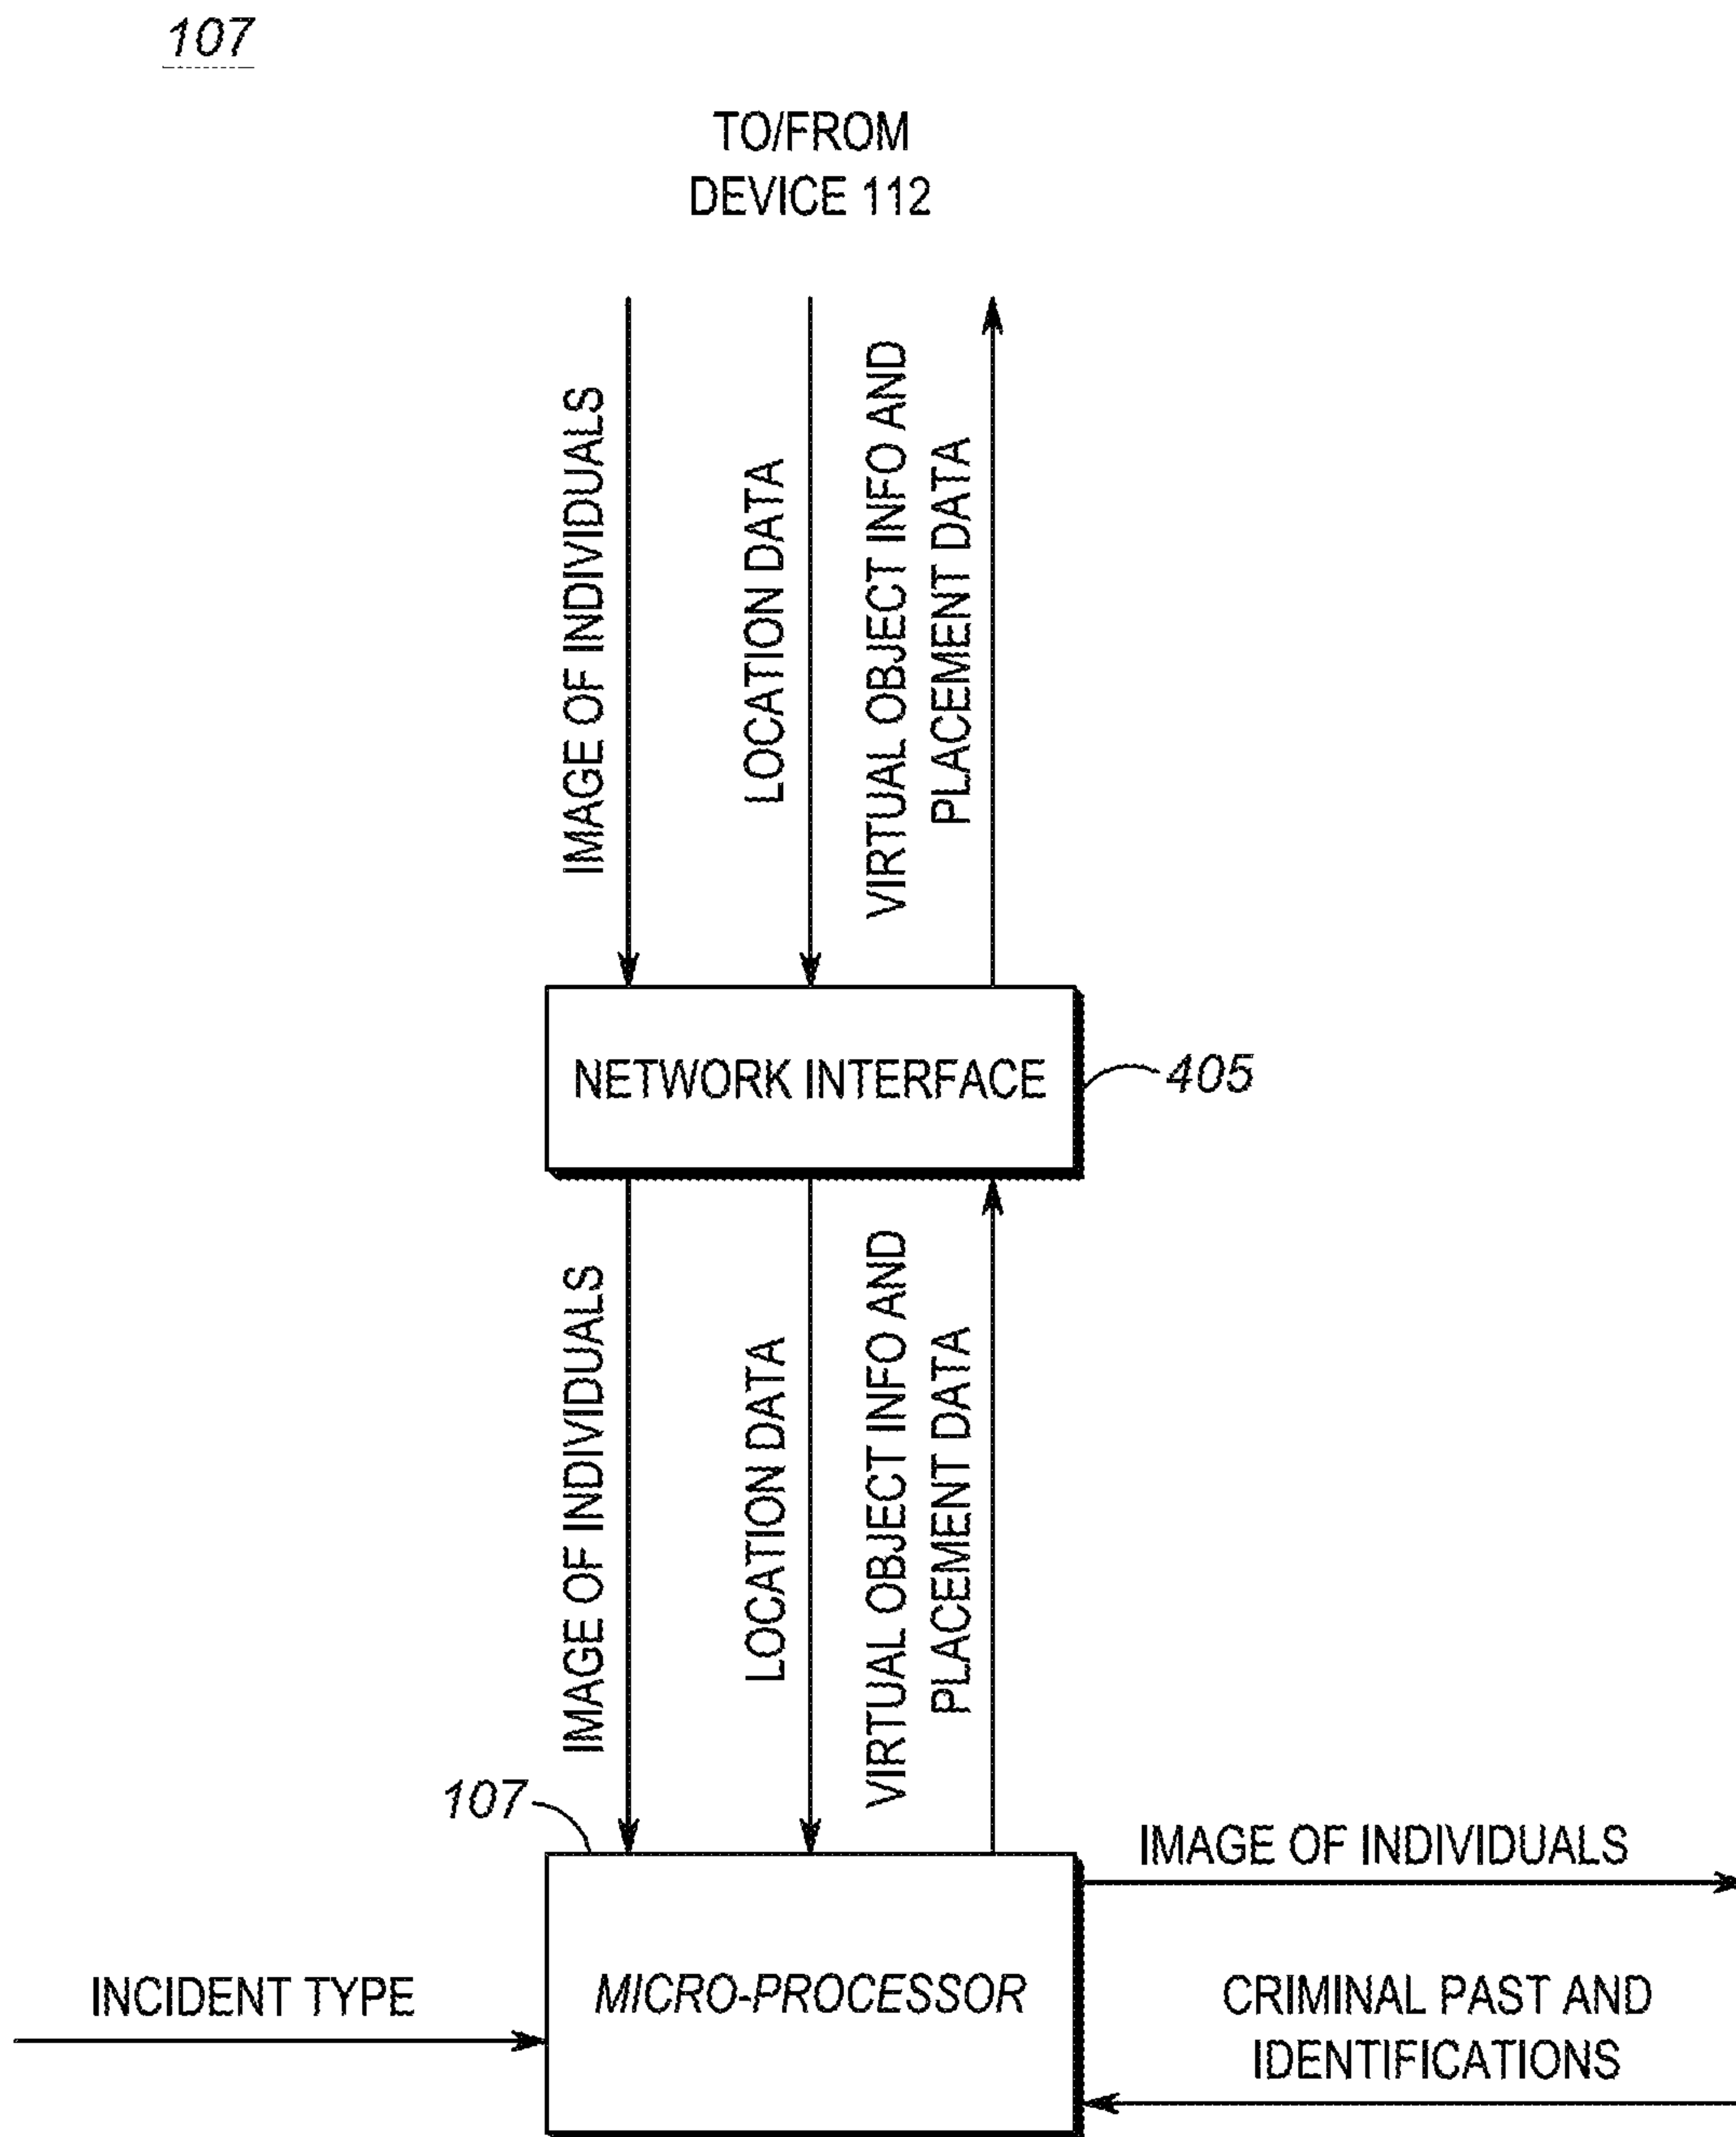 107
TO/FROM
DEVICE 112
IMAGE OF INDIVIDUALS
LOCATION DATA
VIRTUAL OBJECT INFO AND
PLACEMENT DATA
NETWORK INTERFACE
405
IMAGE OF INDIVIDUALS
LOCATION DATA
VIRTUAL OBJECT INFO AND
PLACEMENT DATA
107
IMAGE OF INDIVIDUALS
INCIDENT TYPE
MICRO-PROCESSOR
CRIMINAL PAST AND
IDENTIFICATIONS